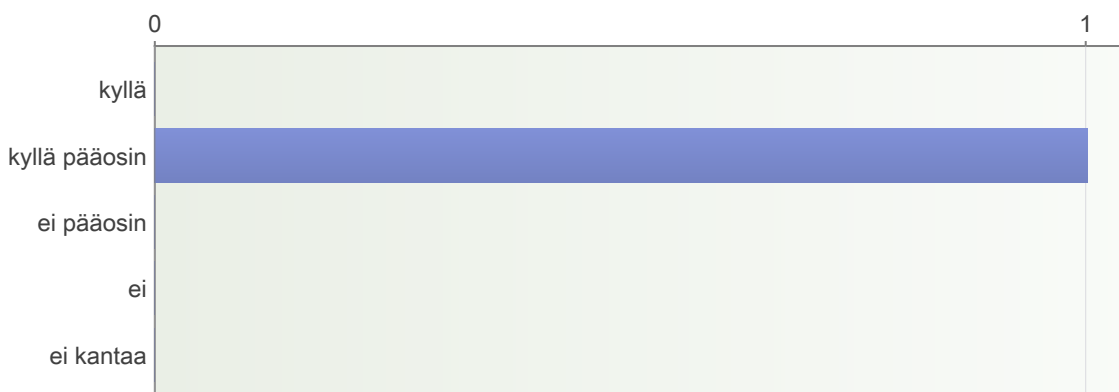 0 1
kyllä
kyllä pääosin
ei pääosin
ei
ei kantaa